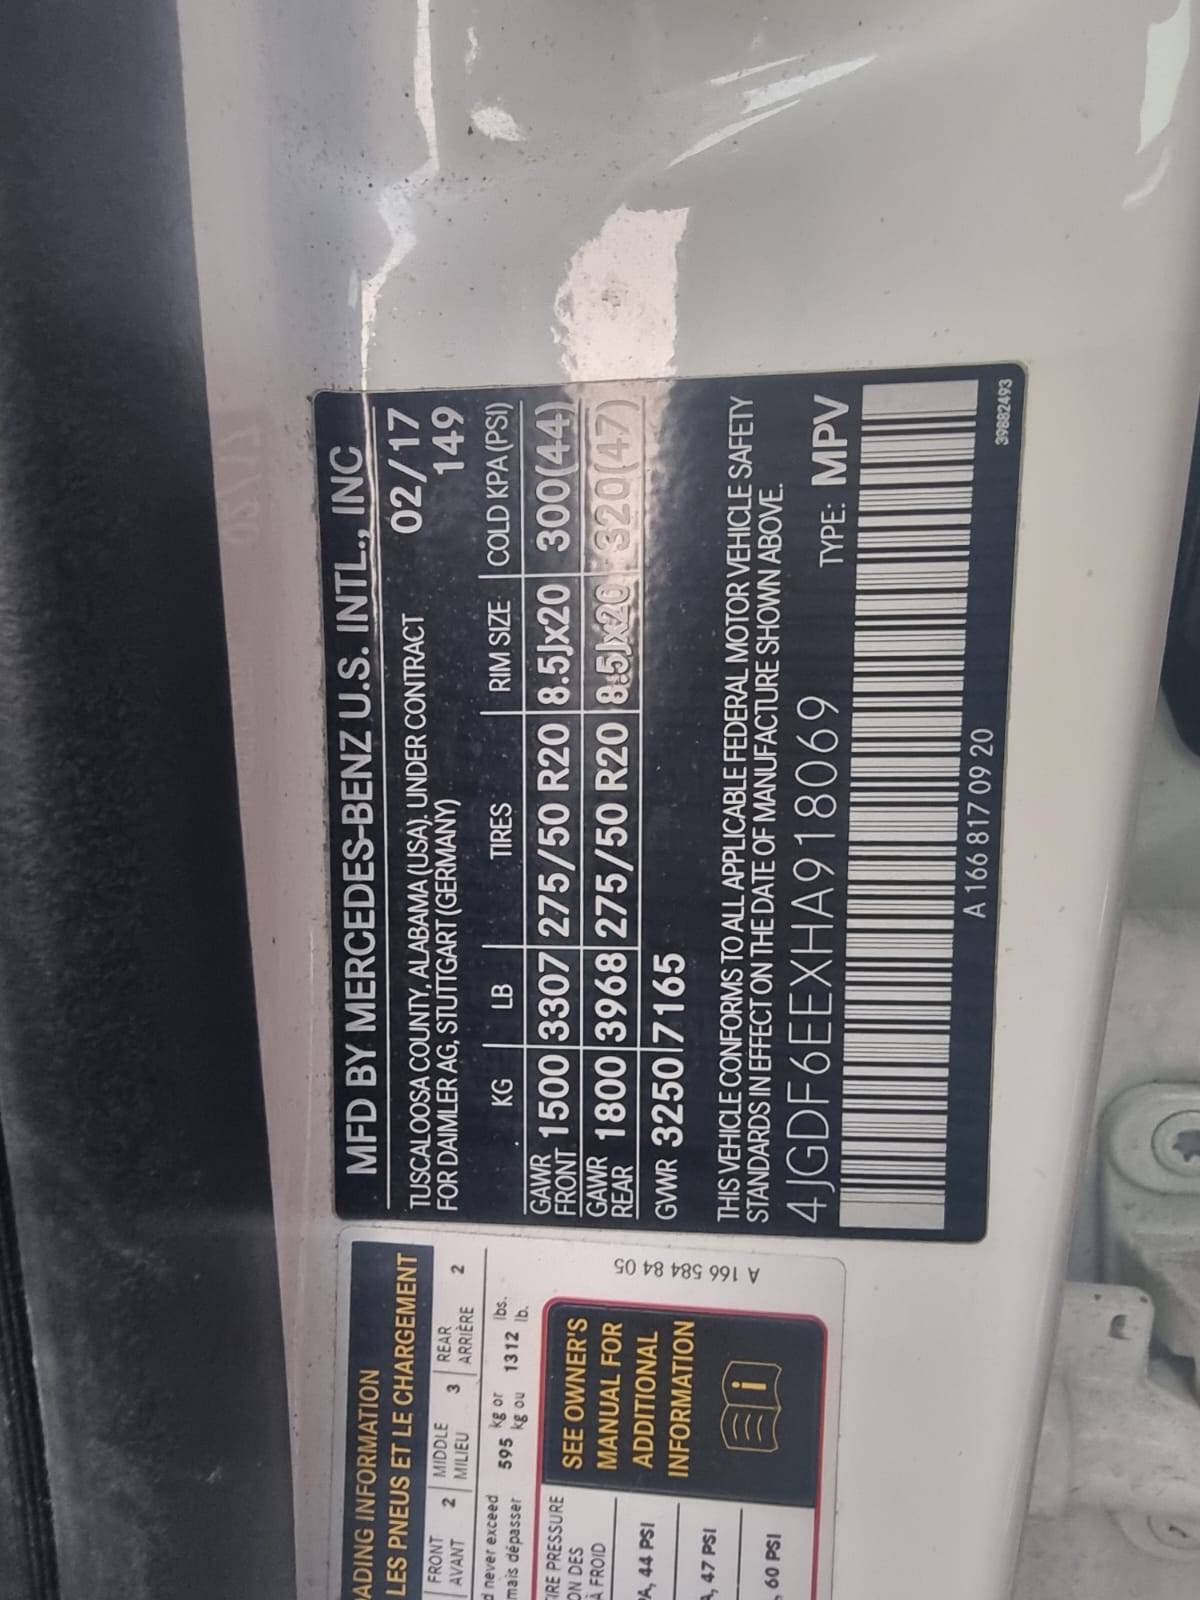 MFD BY MERCEDES-BENZ U.S. INTL., INC
TUSCALOOSA COUNTY, ALABAMA (USA), UNDER CONTRACT 02/17
FOR DAIMLER AG, STUTTGART (GERMANY) 149
KG LB TIRES RIM SIZE COLD KPA (PSI)
GAWR FRONT 1500 3307 275/50 R20 8.5Jx20 300(44)
GAWR REAR 1800 3968 275/50 R20 8.5Jx20 320(47)
GVWR 3250 7165
THIS VEHICLE CONFORMS TO ALL APPLICABLE FEDERAL MOTOR VEHICLE SAFETY
STANDARDS IN EFFECT ON THE DATE OF MANUFACTURE SHOWN ABOVE.
4JGDF6EEXHA918069 TYPE: MPV
A 166 817 09 20
39882493
ADING INFORMATION
LES PNEUS ET LE CHARGEMENT
FRONT 2 MIDDLE 3 REAR 2
AVANT MILIEU ARRIÈRE
d never exceed 595 kg or 1312 lbs.
mais dépasser kg ou lb.
IRE PRESSURE
ON DES
À FROID
A, 44 PSI
A, 47 PSI
, 60 PSI
SEE OWNER'S
MANUAL FOR
ADDITIONAL
INFORMATION
i
A 166 584 84 05